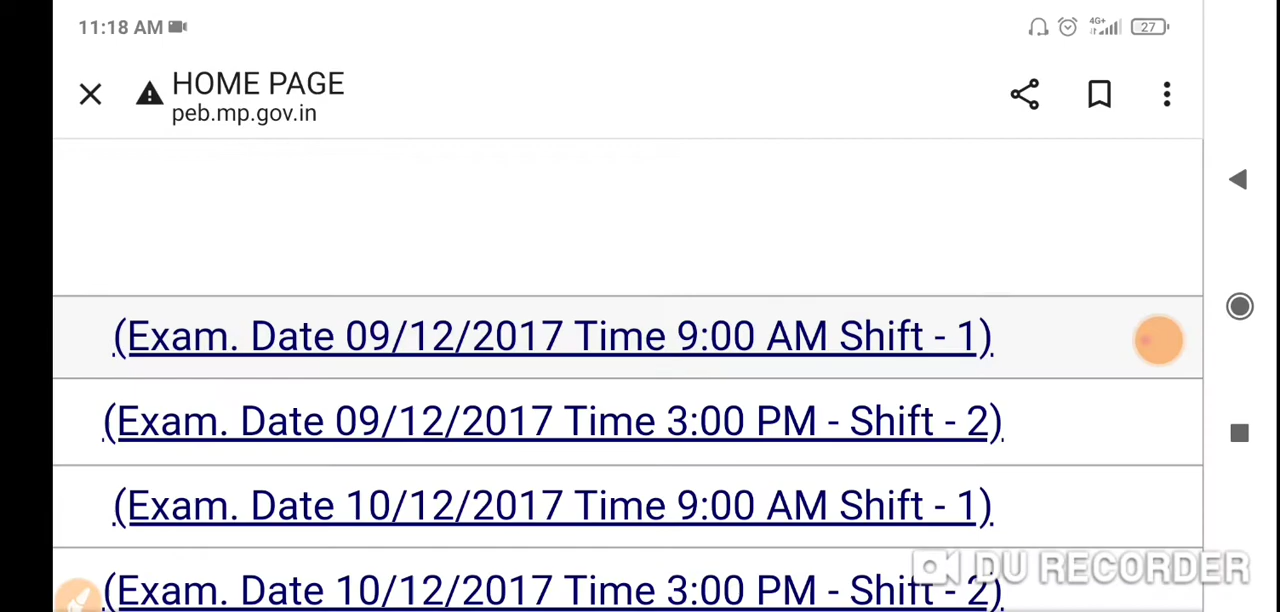 11:18 AM
4G+
27
HOME PAGE
peb.mp.gov.in
(Exam. Date 09/12/2017 Time 9:00 AM Shift - 1)
(Exam. Date 09/12/2017 Time 3:00 PM - Shift - 2)
(Exam. Date 10/12/2017 Time 9:00 AM Shift - 1)
(Exam. Date 10/12/2017 Time 3:00 PM - Shift - 2)
DU RECORDER